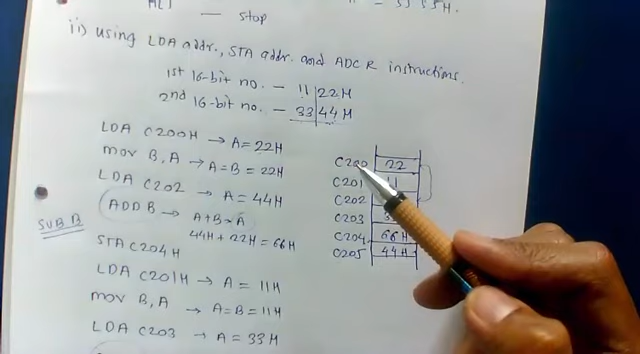 HLT — stop
ii) using LDA addr., STA addr. and ADC R instructions.
1st 16-bit no. - 11 22H
2nd 16-bit no. - 33 44H
LDA C200H → A = 22H
mov B, A → A = B = 22H
LDA C202 → A = 44H
ADD B → A + B → A
SUB B
44H + 22H = 66H
STA C204H
LDA C201H → A = 11H
mov B, A → A = B = 11H
LDA C203 → A = 33H
C200 22
C201 11
C202
C203
C204 66H
C205 44H